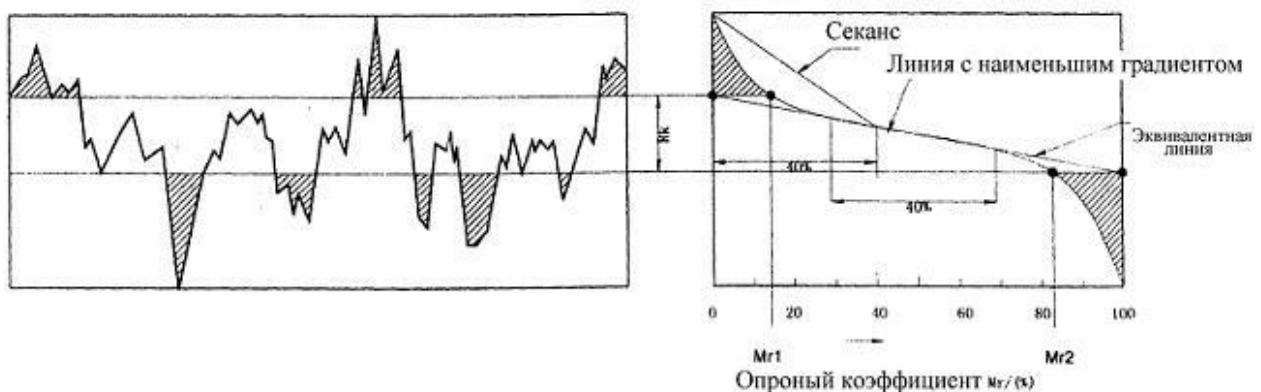 Секанс
Линия с наименьшим градиентом
Эквивалентная
линия
Rk
40%
40%
0 20 40 60 80 100
Mr1 Mr2
Опроный коэффициент Mr/(%)